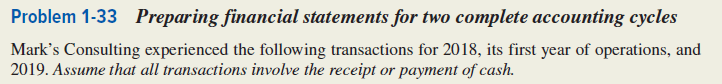 Problem 1-33 Preparing financial statements for two complete accounting cycles
Mark's Consulting experienced the following transactions for 2018, its first year of operations, and
2019. Assume that all transactions involve the receipt or payment of cash.